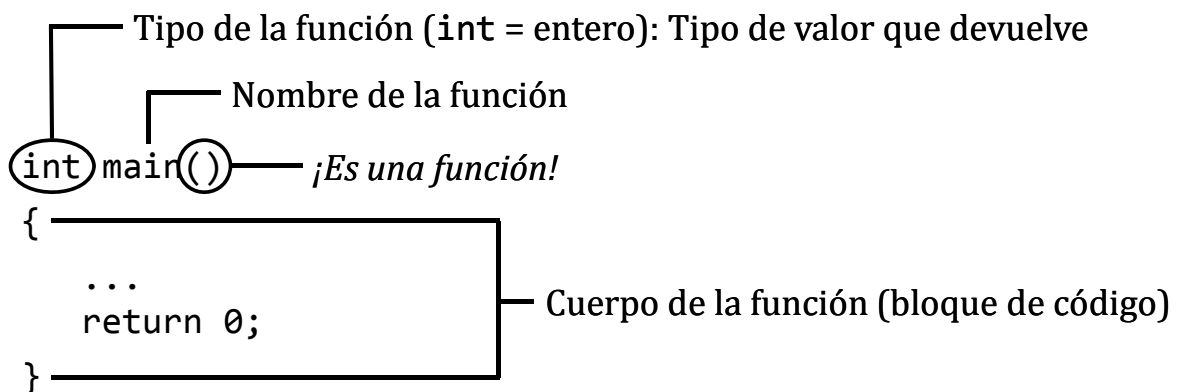 Tipo de la función (int = entero): Tipo de valor que devuelve
Nombre de la función
int main() ¡Es una función!
{
...
return 0;
Cuerpo de la función (bloque de código)
}